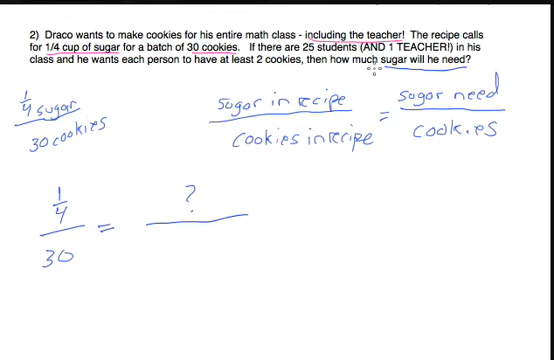 2) Draco wants to make cookies for his entire math class - including the teacher! The recipe calls
for 1/4 cup of sugar for a batch of 30 cookies. If there are 25 students (AND 1 TEACHER!) in his
class and he wants each person to have at least 2 cookies, then how much sugar will he need?
1/4 sugar
30 cookies
sugar in recipe
cookies in recipe
=
sugar need
cookies
1/4
30
=
?